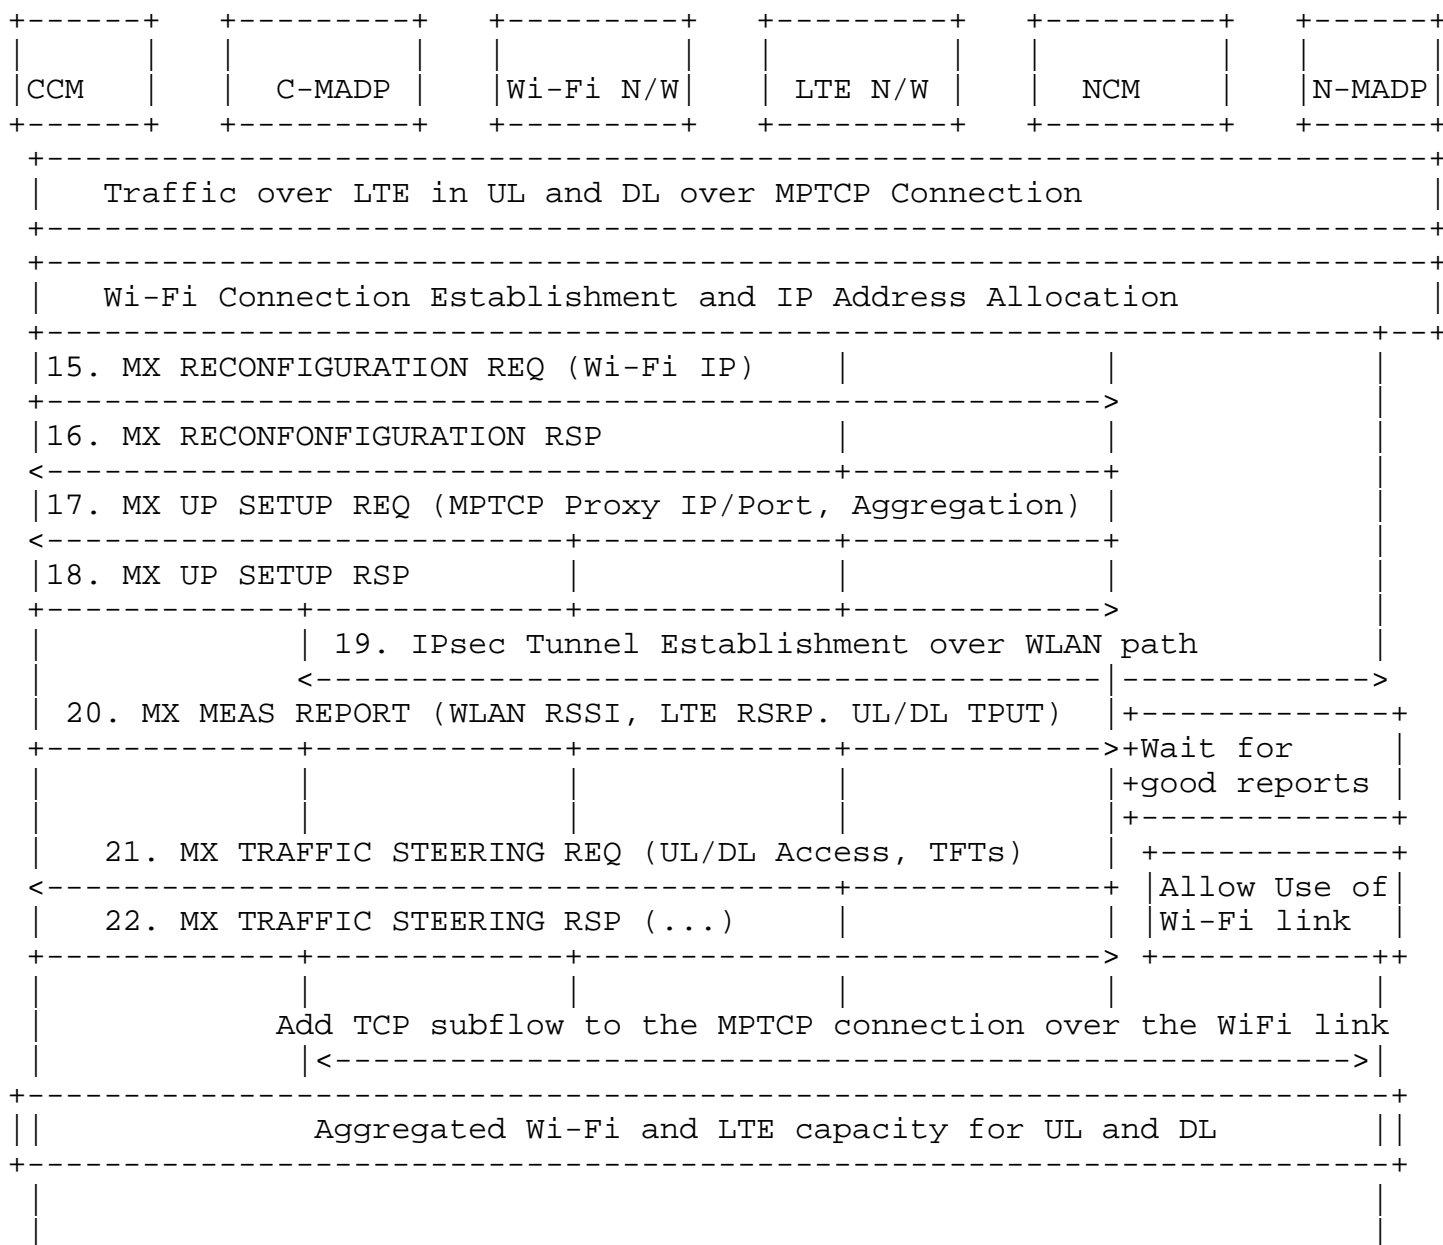 CCM C-MADP Wi-Fi N/W LTE N/W NCM N-MADP
Traffic over LTE in UL and DL over MPTCP Connection
Wi-Fi Connection Establishment and IP Address Allocation
15. MX RECONFIGURATION REQ (Wi-Fi IP)
16. MX RECONFONFIGURATION RSP
17. MX UP SETUP REQ (MPTCP Proxy IP/Port, Aggregation)
18. MX UP SETUP RSP
19. IPsec Tunnel Establishment over WLAN path
20. MX MEAS REPORT (WLAN RSSI, LTE RSRP. UL/DL TPUT)
Wait for
good reports
21. MX TRAFFIC STEERING REQ (UL/DL Access, TFTs)
Allow Use of
22. MX TRAFFIC STEERING RSP (...) Wi-Fi link
Add TCP subflow to the MPTCP connection over the WiFi link
Aggregated Wi-Fi and LTE capacity for UL and DL